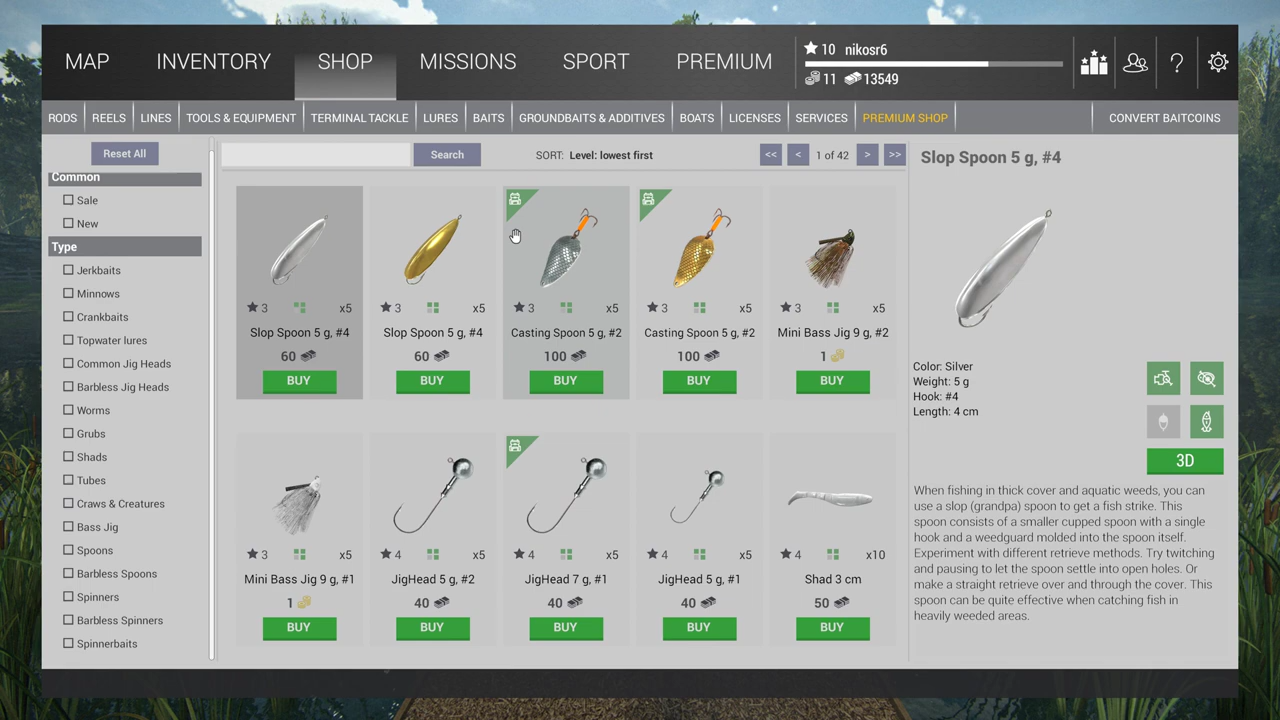 MAP INVENTORY SHOP MISSIONS SPORT PREMIUM
10 nikosr6
11 13549
RODS REELS LINES TOOLS & EQUIPMENT TERMINAL TACKLE LURES BAITS GROUNDBAITS & ADDITIVES BOATS LICENSES SERVICES PREMIUM SHOP CONVERT BAITCOINS
Reset All
Common
Sale
New
Type
Jerkbaits
Minnows
Crankbaits
Topwater lures
Common Jig Heads
Barbless Jig Heads
Worms
Grubs
Shads
Tubes
Craws & Creatures
Bass Jig
Spoons
Barbless Spoons
Spinners
Barbless Spinners
Spinnerbaits
Search SORT: Level: lowest first << < 1 of 42 > >>
3 x5 3 x5 3 x5 3 x5 3 x5
Slop Spoon 5 g, #4 Slop Spoon 5 g, #4 Casting Spoon 5 g, #2 Casting Spoon 5 g, #2 Mini Bass Jig 9 g, #2
60 60 100 100 1
BUY BUY BUY BUY BUY
3 x5 4 x5 4 x5 4 x5 4 x10
Mini Bass Jig 9 g, #1 JigHead 5 g, #2 JigHead 7 g, #1 JigHead 5 g, #1 Shad 3 cm
1 40 40 40 50
BUY BUY BUY BUY BUY
Slop Spoon 5 g, #4
Color: Silver
Weight: 5 g
Hook: #4
Length: 4 cm
3D
When fishing in thick cover and aquatic weeds, you can
use a slop (grandpa) spoon to get a fish strike. This
spoon consists of a smaller cupped spoon with a single
hook and a weedguard molded into the spoon itself.
Experiment with different retrieve methods. Try twitching
and pausing to let the spoon settle into open holes. Or
make a straight retrieve over and through the cover. This
spoon can be quite effective when catching fish in
heavily weeded areas.